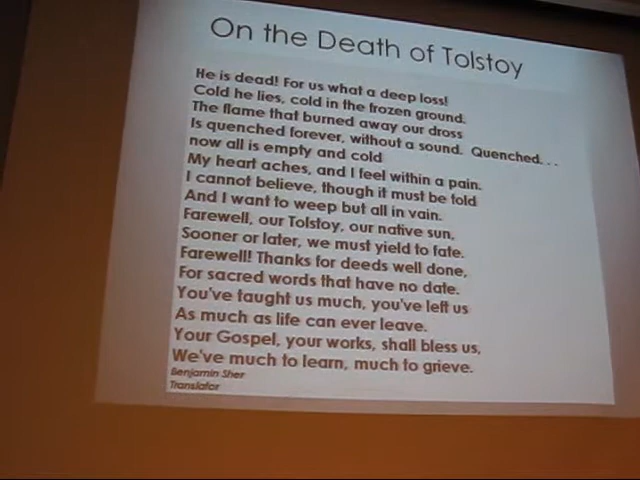 On the Death of Tolstoy
He is dead! For us what a deep loss!
Cold he lies, cold in the frozen ground.
The flame that burned away our dross
Is quenched forever, without a sound. Quenched. . .
now all is empty and cold
My heart aches, and I feel within a pain.
I cannot believe, though it must be told
And I want to weep but all in vain.
Farewell, our Tolstoy, our native sun,
Sooner or later, we must yield to fate.
Farewell! Thanks for deeds well done,
For sacred words that have no date.
You've taught us much, you've left us
As much as life can ever leave.
Your Gospel, your works, shall bless us,
We've much to learn, much to grieve.
Benjamin Sher
Translator